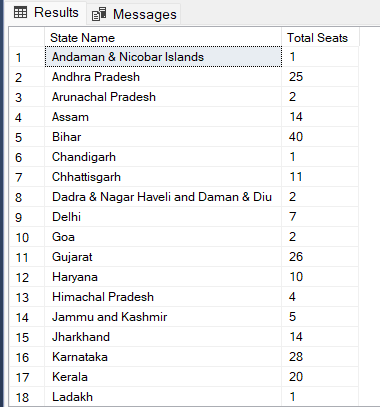 Results Messages
State Name Total Seats
1 Andaman & Nicobar Islands 1
2 Andhra Pradesh 25
3 Arunachal Pradesh 2
4 Assam 14
5 Bihar 40
6 Chandigarh 1
7 Chhattisgarh 11
8 Dadra & Nagar Haveli and Daman & Diu 2
9 Delhi 7
10 Goa 2
11 Gujarat 26
12 Haryana 10
13 Himachal Pradesh 4
14 Jammu and Kashmir 5
15 Jharkhand 14
16 Karnataka 28
17 Kerala 20
18 Ladakh 1